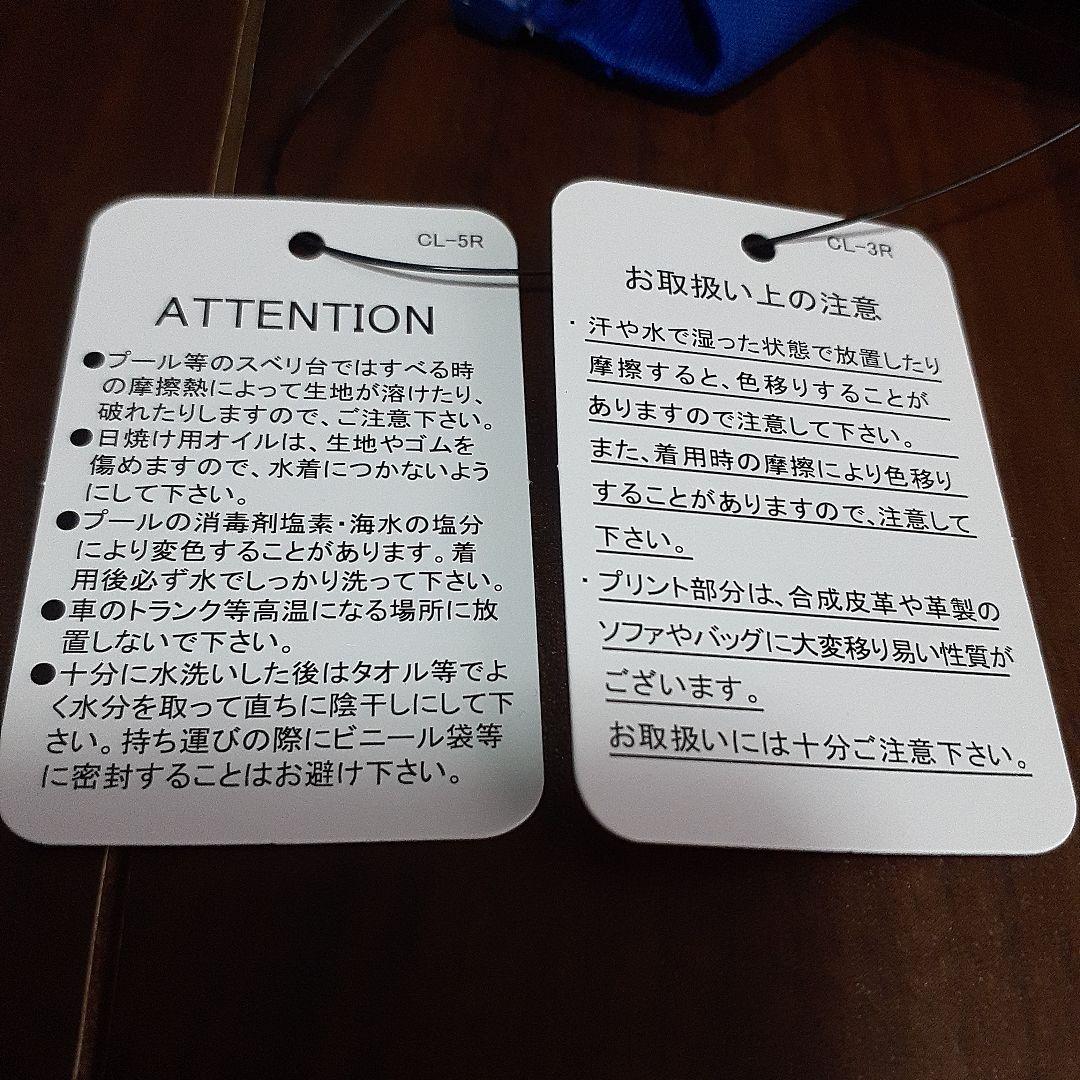 CL-5R
ATTENTION
●プール等のスベリ台ではすべる時
の摩擦熱によって生地が溶けたり、
破れたりしますので、ご注意下さい。
●日焼け用オイルは、生地やゴムを
傷めますので、水着につかないよう
にして下さい。
●プールの消毒剤塩素・海水の塩分
により変色することがあります。着
用後必ず水でしっかり洗って下さい。
●車のトランク等高温になる場所に放
置しないで下さい。
●十分に水洗いした後はタオル等でよ
く水分を取って直ちに陰干しにして下
さい。持ち運びの際にビニール袋等
に密封することはお避け下さい。
CL-3R
お取扱い上の注意
・汗や水で湿った状態で放置したり
摩擦すると、色移りすることが
ありますので注意して下さい。
また、着用時の摩擦により色移り
することがありますので、注意して
下さい。
・プリント部分は、合成皮革や革製の
ソファやバッグに大変移り易い性質が
ございます。
お取扱いには十分ご注意下さい。